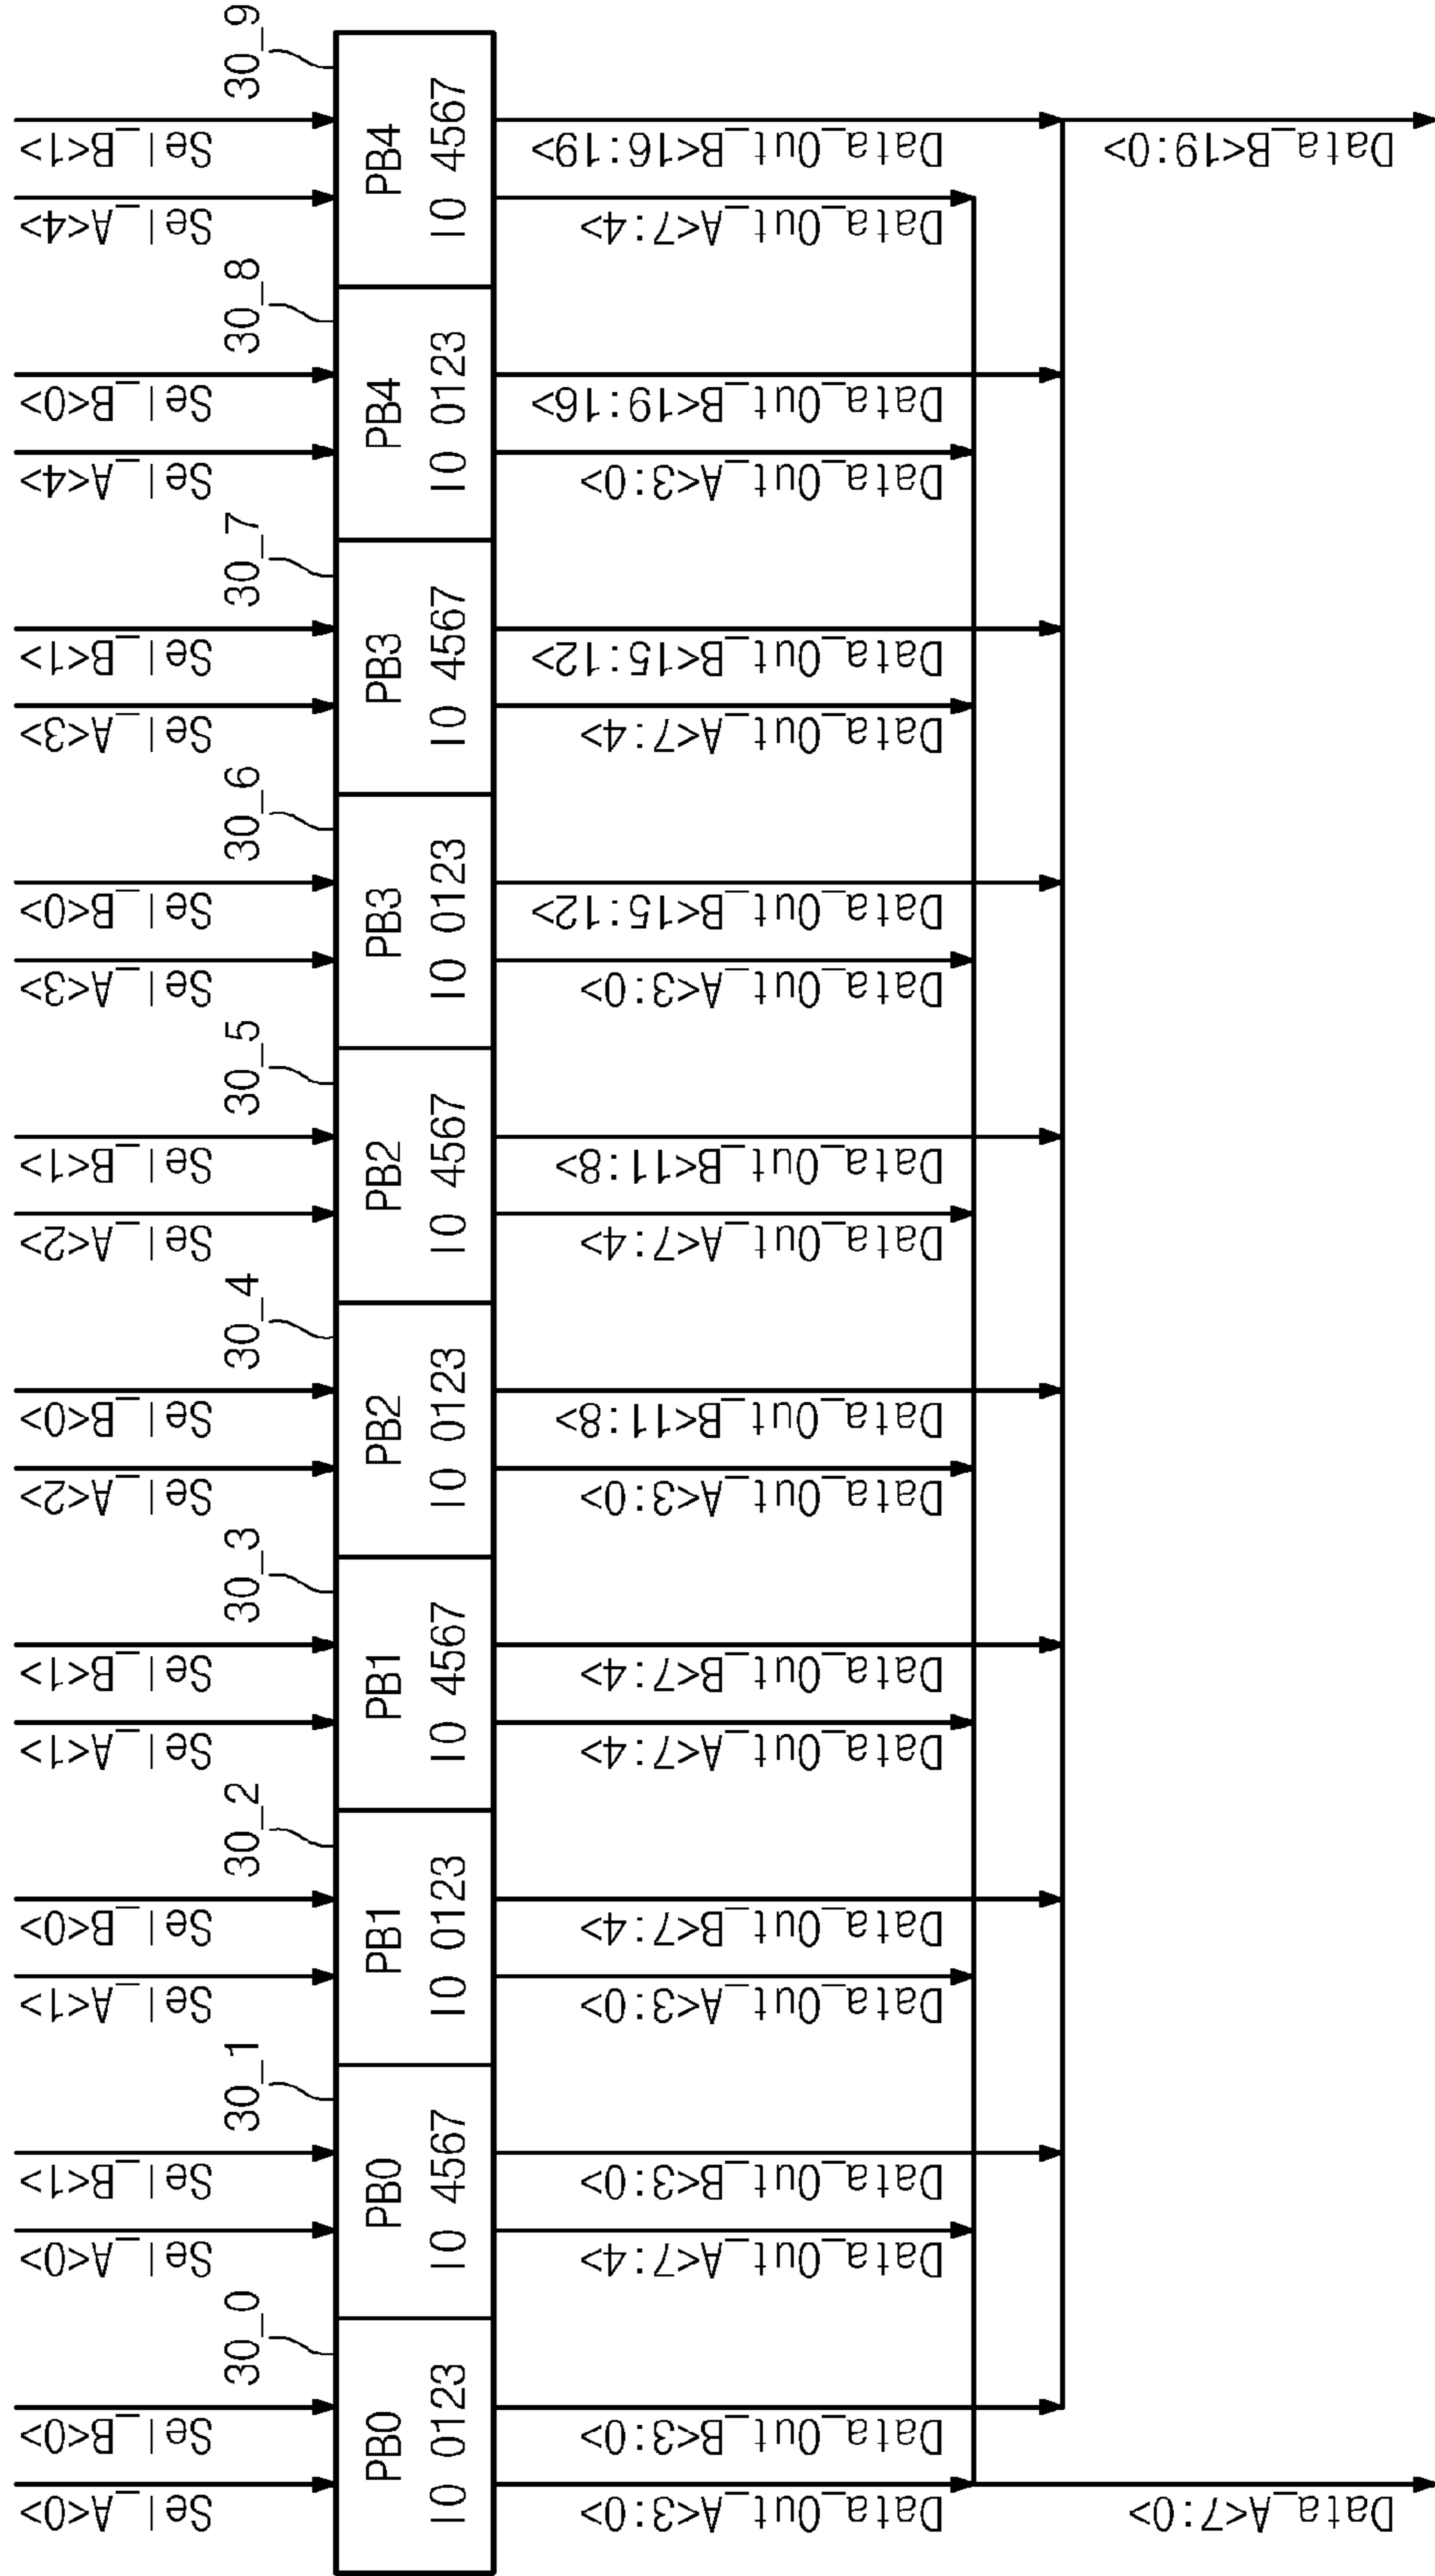 Sel_A<0>
Sel_B<0>
Sel_A<0>
Sel_B<1>
Sel_A<1>
Sel_B<0>
Sel_A<1>
Sel_B<1>
Sel_A<2>
Sel_B<0>
Sel_A<2>
Sel_B<1>
Sel_A<3>
Sel_B<0>
Sel_A<3>
Sel_B<1>
Sel_A<4>
Sel_B<0>
Sel_A<4>
Sel_B<1>
30_0
30_1
30_2
30_3
30_4
30_5
30_6
30_7
30_8
30_9
PB0
IO 0123
PB0
IO 4567
PB1
IO 0123
PB1
IO 4567
PB2
IO 0123
PB2
IO 4567
PB3
IO 0123
PB3
IO 4567
PB4
IO 0123
PB4
IO 4567
Data_Out_A<3:0>
Data_Out_B<3:0>
Data_Out_A<7:4>
Data_Out_B<3:0>
Data_Out_A<3:0>
Data_Out_B<7:4>
Data_Out_A<7:4>
Data_Out_B<7:4>
Data_Out_A<3:0>
Data_Out_B<11:8>
Data_Out_A<7:4>
Data_Out_B<11:8>
Data_Out_A<3:0>
Data_Out_B<15:12>
Data_Out_A<7:4>
Data_Out_B<15:12>
Data_Out_A<3:0>
Data_Out_B<19:16>
Data_Out_A<7:4>
Data_Out_B<16:19>
Data_A<7:0>
Data_B<19:0>